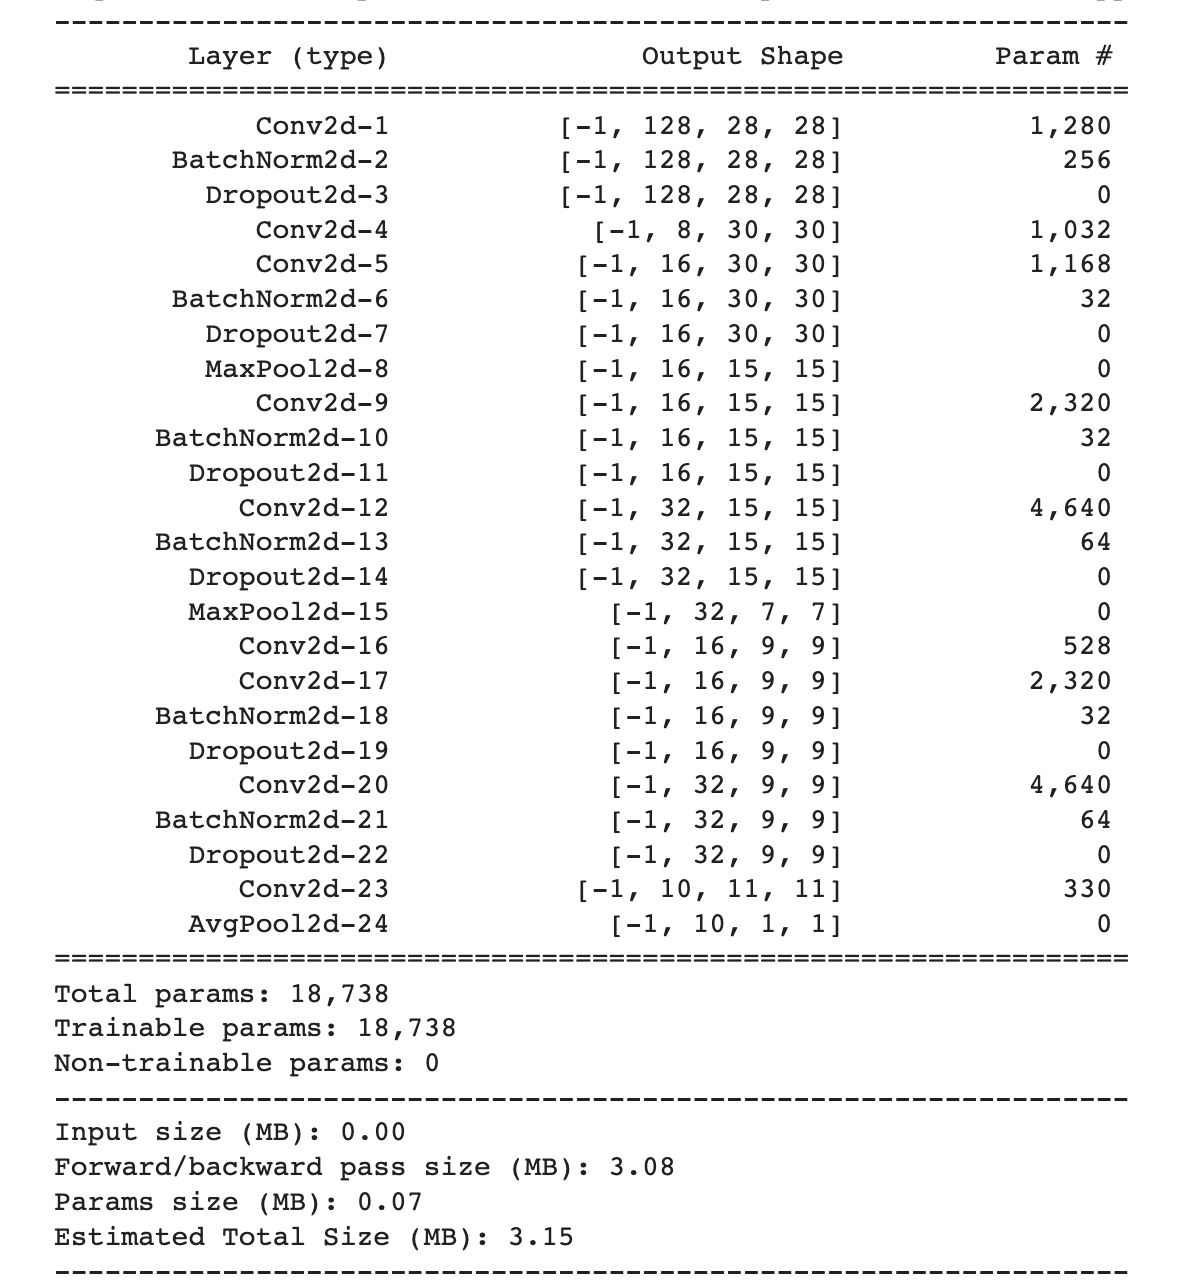 ----------------------------------------------------------------
Layer (type) Output Shape Param #
================================================================
Conv2d-1 [-1, 128, 28, 28] 1,280
BatchNorm2d-2 [-1, 128, 28, 28] 256
Dropout2d-3 [-1, 128, 28, 28] 0
Conv2d-4 [-1, 8, 30, 30] 1,032
Conv2d-5 [-1, 16, 30, 30] 1,168
BatchNorm2d-6 [-1, 16, 30, 30] 32
Dropout2d-7 [-1, 16, 30, 30] 0
MaxPool2d-8 [-1, 16, 15, 15] 0
Conv2d-9 [-1, 16, 15, 15] 2,320
BatchNorm2d-10 [-1, 16, 15, 15] 32
Dropout2d-11 [-1, 16, 15, 15] 0
Conv2d-12 [-1, 32, 15, 15] 4,640
BatchNorm2d-13 [-1, 32, 15, 15] 64
Dropout2d-14 [-1, 32, 15, 15] 0
MaxPool2d-15 [-1, 32, 7, 7] 0
Conv2d-16 [-1, 16, 9, 9] 528
Conv2d-17 [-1, 16, 9, 9] 2,320
BatchNorm2d-18 [-1, 16, 9, 9] 32
Dropout2d-19 [-1, 16, 9, 9] 0
Conv2d-20 [-1, 32, 9, 9] 4,640
BatchNorm2d-21 [-1, 32, 9, 9] 64
Dropout2d-22 [-1, 32, 9, 9] 0
Conv2d-23 [-1, 10, 11, 11] 330
AvgPool2d-24 [-1, 10, 1, 1] 0
================================================================
Total params: 18,738
Trainable params: 18,738
Non-trainable params: 0
----------------------------------------------------------------
Input size (MB): 0.00
Forward/backward pass size (MB): 3.08
Params size (MB): 0.07
Estimated Total Size (MB): 3.15
----------------------------------------------------------------